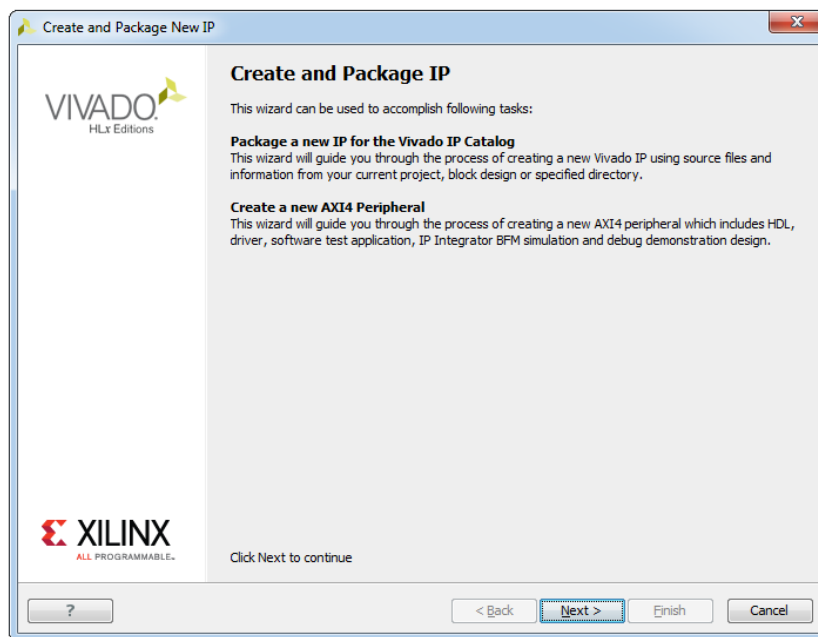 Create and Package New IP
VIVADO.
HLx Editions
Create and Package IP
This wizard can be used to accomplish following tasks:
Package a new IP for the Vivado IP Catalog
This wizard will guide you through the process of creating a new Vivado IP using source files and
information from your current project, block design or specified directory.
Create a new AXI4 Peripheral
This wizard will guide you through the process of creating a new AXI4 peripheral which includes HDL,
driver, software test application, IP Integrator BFM simulation and debug demonstration design.
XILINX
ALL PROGRAMMABLE™
Click Next to continue
?
< Back
Next >
Finish
Cancel